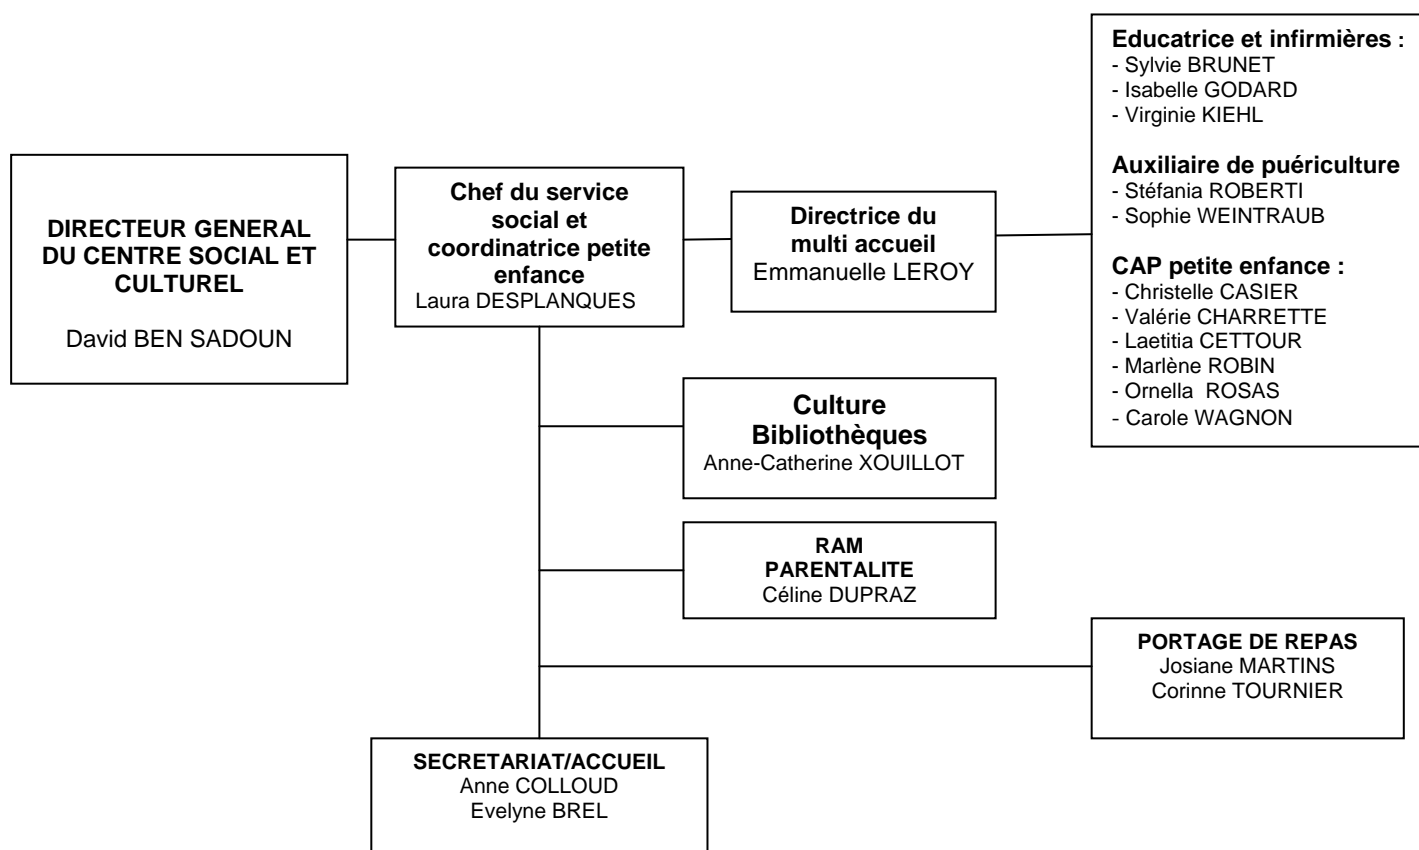 DIRECTEUR GENERAL
DU CENTRE SOCIAL ET
CULTUREL
David BEN SADOUN
Chef du service
social et
coordinatrice petite
enfance
Laura DESPLANQUES
Directrice du
multi accueil
Emmanuelle LEROY
Educatrice et infirmières :
- Sylvie BRUNET
- Isabelle GODARD
- Virginie KIEHL
Auxiliaire de puériculture
- Stéfania ROBERTI
- Sophie WEINTRAUB
CAP petite enfance :
- Christelle CASIER
- Valérie CHARRETTE
- Laetitia CETTOUR
- Marlène ROBIN
- Ornella  ROSAS
- Carole WAGNON
Culture
Bibliothèques
Anne-Catherine XOUILLOT
RAM
PARENTALITE
Céline DUPRAZ
PORTAGE DE REPAS
Josiane MARTINS
Corinne TOURNIER
SECRETARIAT/ACCUEIL
Anne COLLOUD
Evelyne BREL